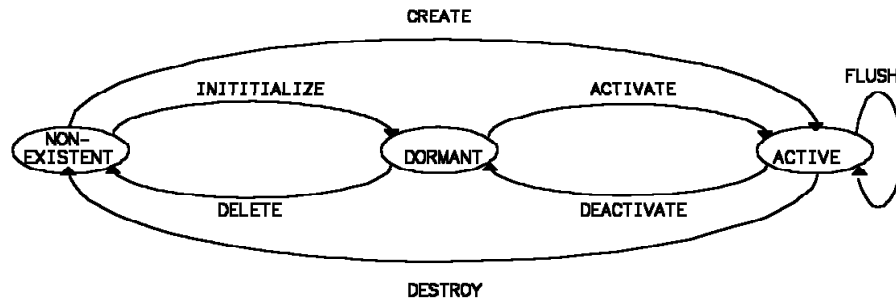 CREATE
INITITIALIZE
ACTIVATE
FLUSH
NON-
EXISTENT
DORMANT
ACTIVE
DELETE
DEACTIVATE
DESTROY